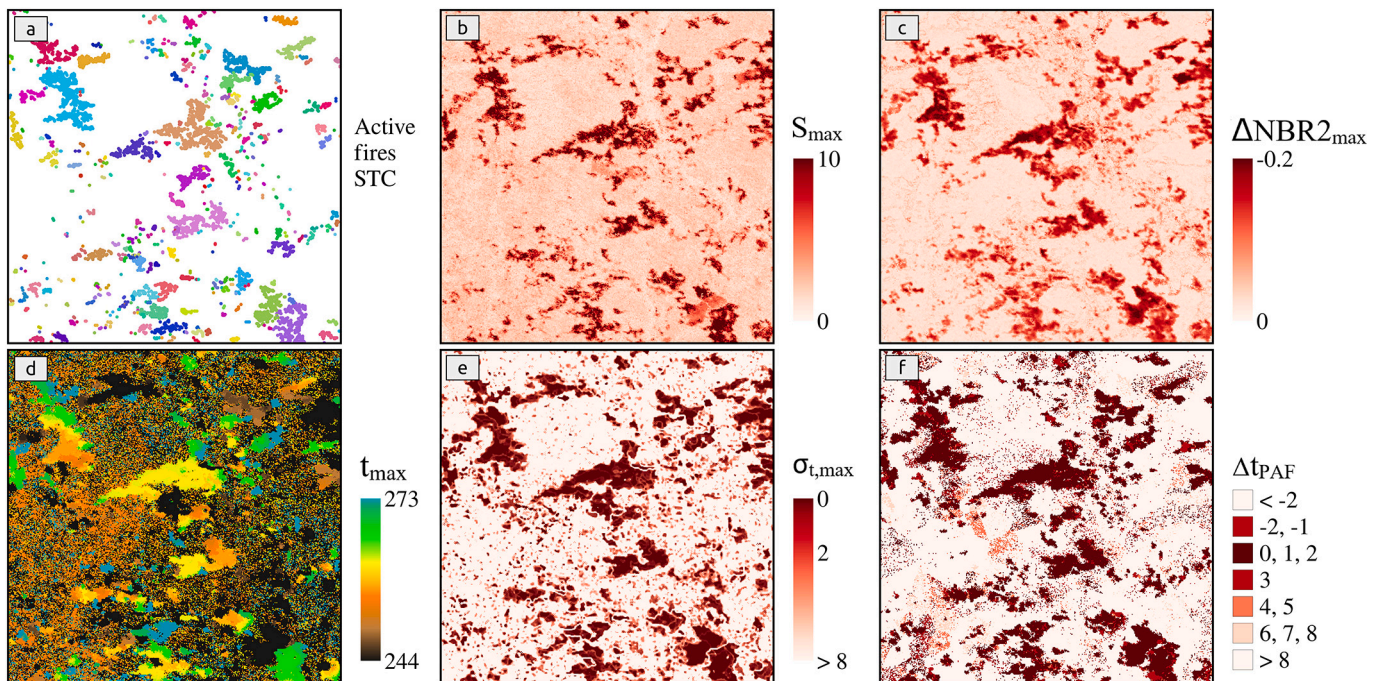 a
Active
fires
STC
b
Smax
10
0
c
ΔNBR2max
-0.2
0
d
tmax
273
244
e
σt,max
0
2
> 8
f
ΔtPAF
< -2
-2, -1
0, 1, 2
3
4, 5
6, 7, 8
> 8